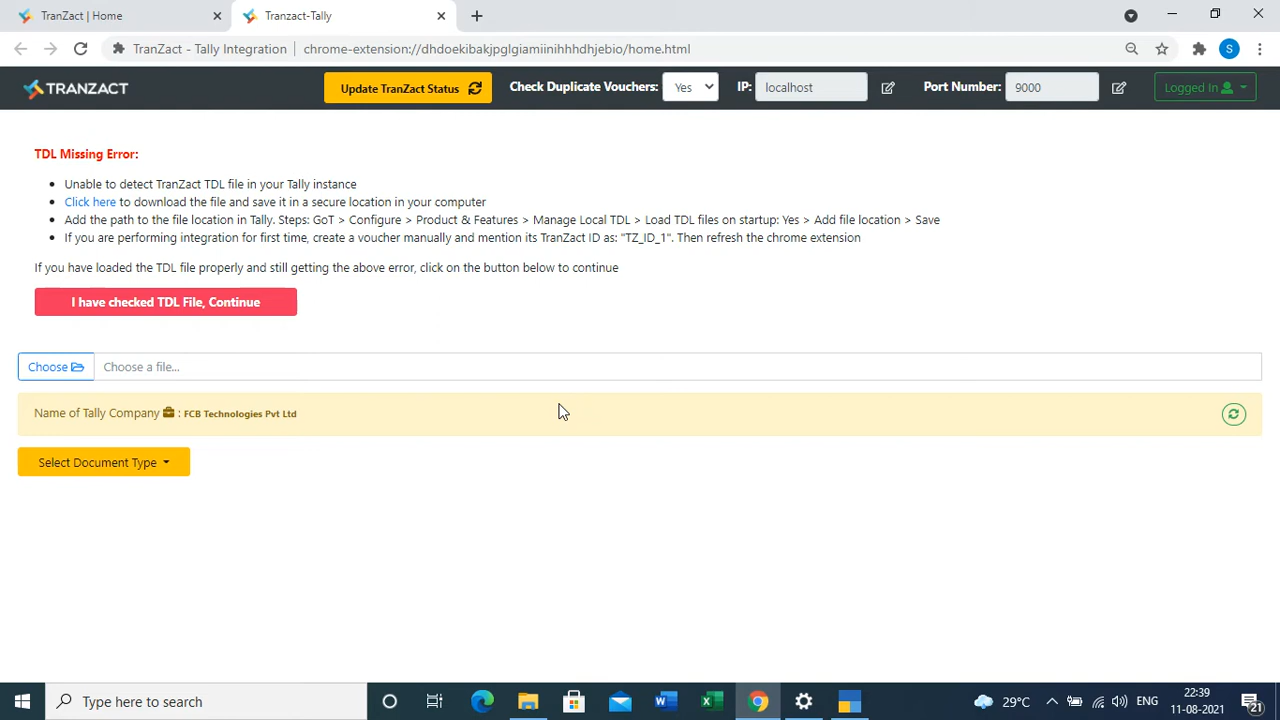 TranZact | Home
Tranzact-Tally
TranZact - Tally Integration | chrome-extension://dhdoekibakjpglgiamiinihhhdhjebio/home.html
S
TRANZACT
Update TranZact Status
Check Duplicate Vouchers: Yes
IP: localhost
Port Number: 9000
Logged In
TDL Missing Error:
Unable to detect TranZact TDL file in your Tally instance
Click here to download the file and save it in a secure location in your computer
Add the path to the file location in Tally. Steps: GoT > Configure > Product & Features > Manage Local TDL > Load TDL files on startup: Yes > Add file location > Save
If you are performing integration for first time, create a voucher manually and mention its TranZact ID as: "TZ_ID_1". Then refresh the chrome extension
If you have loaded the TDL file properly and still getting the above error, click on the button below to continue
I have checked TDL File, Continue
Choose
Choose a file...
Name of Tally Company : FCB Technologies Pvt Ltd
Select Document Type
Type here to search
29°C
ENG
22:39
11-08-2021
21